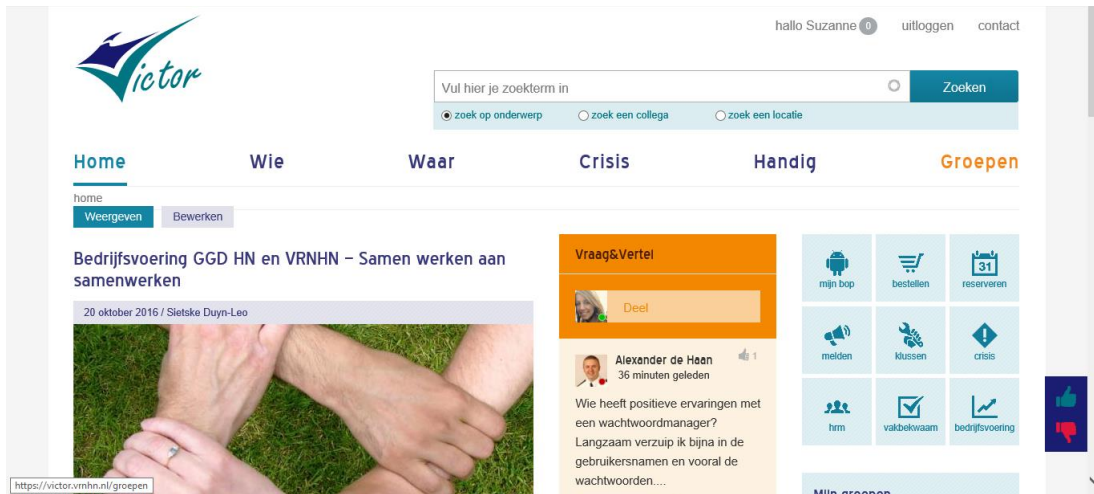 hallo Suzanne 0 uitloggen contact
Victor
Vul hier je zoekterm in Zoeken
zoek op onderwerp zoek een collega zoek een locatie
Home Wie Waar Crisis Handig Groepen
home
Weergeven Bewerken
Bedrijfsvoering GGD HN en VRNHN – Samen werken aan
samenwerken
20 oktober 2016 / Sietske Duyn-Leo
Vraag&Vertel
Deel
Alexander de Haan 1
36 minuten geleden
Wie heeft positieve ervaringen met
een wachtwoordmanager?
Langzaam verzuip ik bijna in de
gebruikersnamen en vooral de
wachtwoorden....
31
mijn bop bestellen reserveren
melden klussen crisis
hrm vakbekwaam bedrijfsvoering
Mijn groepen
https://victor.vrnhn.nl/groepen